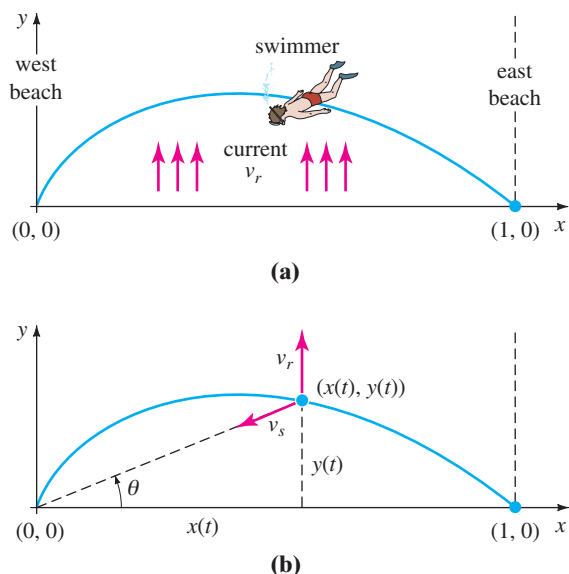 y
west
beach
swimmer
east
beach
current
v_r
(0, 0)
(1, 0)
x
(a)
y
v_r
(x(t), y(t))
v_s
y(t)
θ
(0, 0)
x(t)
(1, 0)
x
(b)